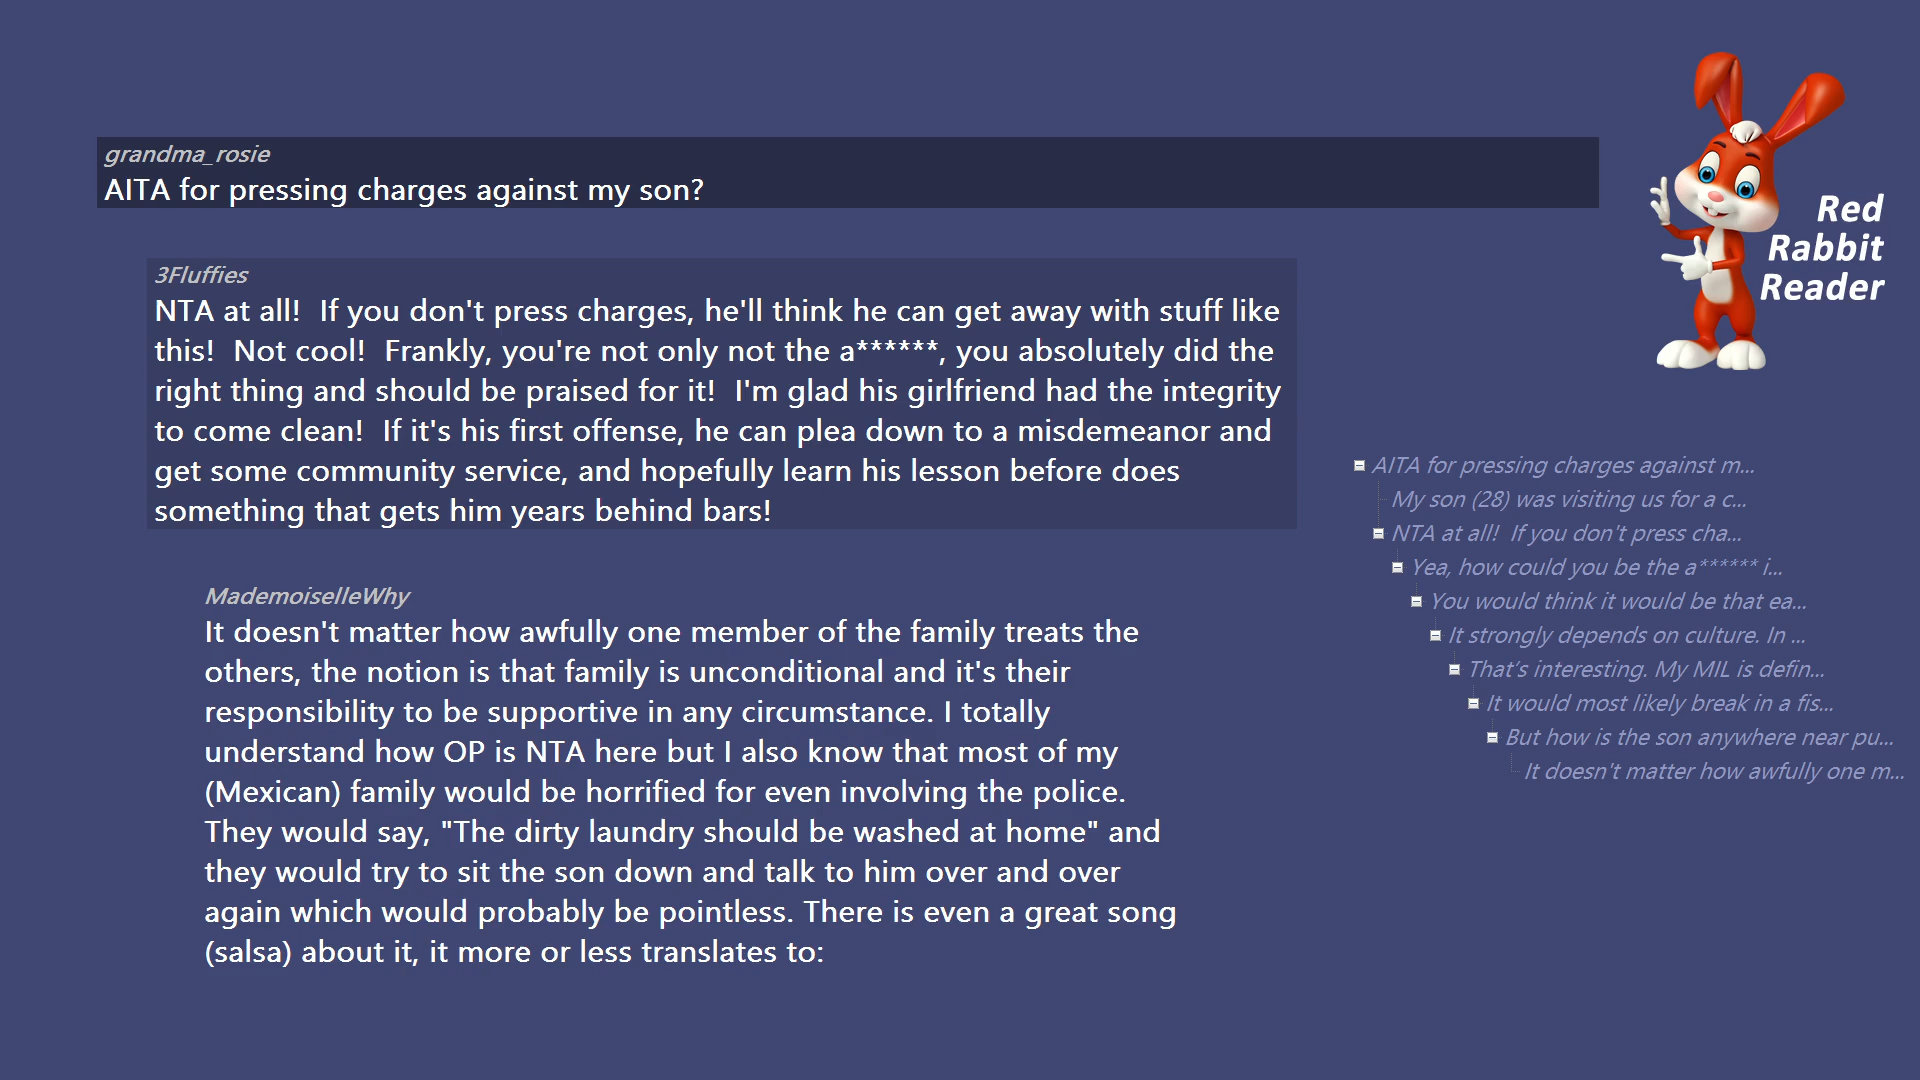 grandma_rosie
AITA for pressing charges against my son?
3Fluffies
NTA at all!  If you don't press charges, he'll think he can get away with stuff like
this!  Not cool!  Frankly, you're not only not the a******, you absolutely did the
right thing and should be praised for it!  I'm glad his girlfriend had the integrity
to come clean!  If it's his first offense, he can plea down to a misdemeanor and
get some community service, and hopefully learn his lesson before does
something that gets him years behind bars!
MademoiselleWhy
It doesn't matter how awfully one member of the family treats the
others, the notion is that family is unconditional and it's their
responsibility to be supportive in any circumstance. I totally
understand how OP is NTA here but I also know that most of my
(Mexican) family would be horrified for even involving the police.
They would say, "The dirty laundry should be washed at home" and
they would try to sit the son down and talk to him over and over
again which would probably be pointless. There is even a great song
(salsa) about it, it more or less translates to:
Red
Rabbit
Reader
AITA for pressing charges against m...
My son (28) was visiting us for a c...
NTA at all!  If you don't press cha...
Yea, how could you be the a****** i...
You would think it would be that ea...
It strongly depends on culture. In ...
That’s interesting. My MIL is defin...
It would most likely break in a fis...
But how is the son anywhere near pu...
It doesn't matter how awfully one m...